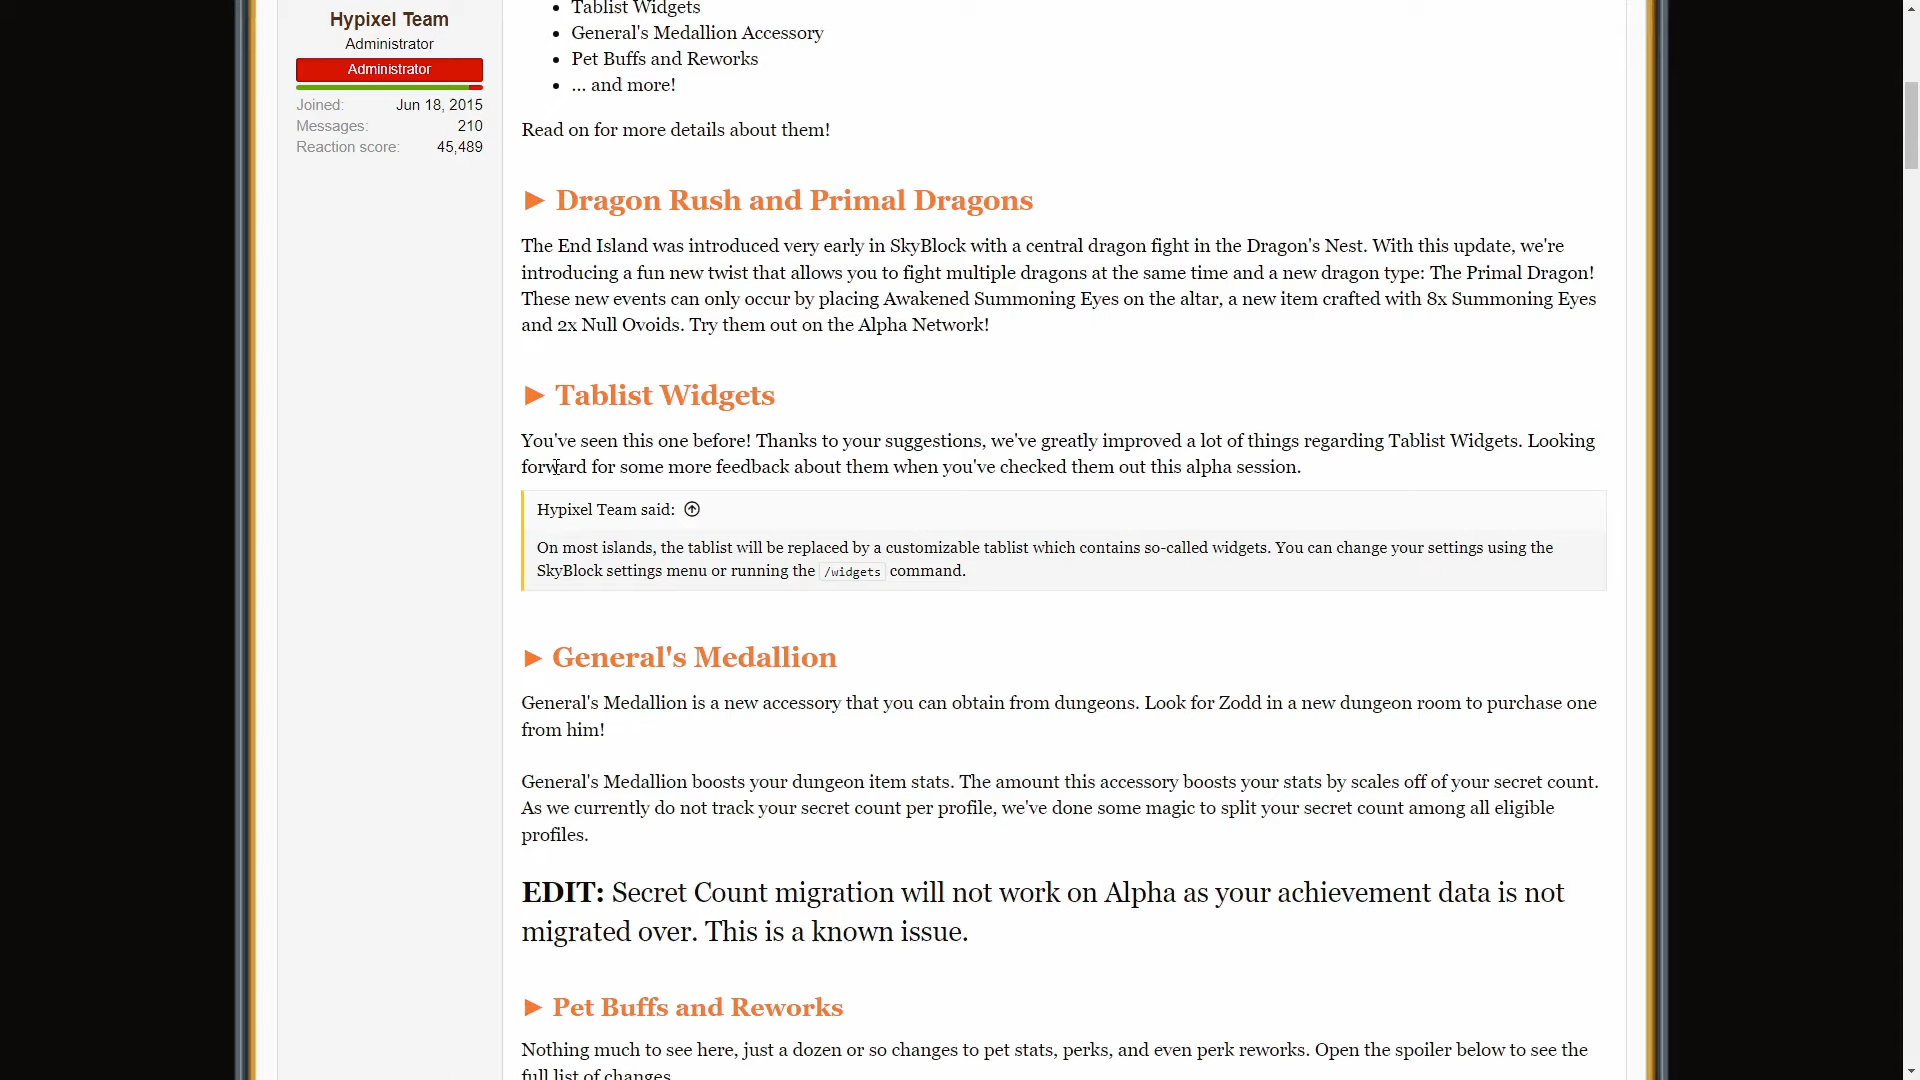 Hypixel Team
Administrator
Administrator
Joined: Jun 18, 2015
Messages: 210
Reaction score: 45,489
• Tablist Widgets
• General's Medallion Accessory
• Pet Buffs and Reworks
• ... and more!
Read on for more details about them!
► Dragon Rush and Primal Dragons
The End Island was introduced very early in SkyBlock with a central dragon fight in the Dragon's Nest. With this update, we're
introducing a fun new twist that allows you to fight multiple dragons at the same time and a new dragon type: The Primal Dragon!
These new events can only occur by placing Awakened Summoning Eyes on the altar, a new item crafted with 8x Summoning Eyes
and 2x Null Ovoids. Try them out on the Alpha Network!
► Tablist Widgets
You've seen this one before! Thanks to your suggestions, we've greatly improved a lot of things regarding Tablist Widgets. Looking
forward for some more feedback about them when you've checked them out this alpha session.
Hypixel Team said:
On most islands, the tablist will be replaced by a customizable tablist which contains so-called widgets. You can change your settings using the
SkyBlock settings menu or running the /widgets command.
► General's Medallion
General's Medallion is a new accessory that you can obtain from dungeons. Look for Zodd in a new dungeon room to purchase one
from him!
General's Medallion boosts your dungeon item stats. The amount this accessory boosts your stats by scales off of your secret count.
As we currently do not track your secret count per profile, we've done some magic to split your secret count among all eligible
profiles.
EDIT: Secret Count migration will not work on Alpha as your achievement data is not
migrated over. This is a known issue.
► Pet Buffs and Reworks
Nothing much to see here, just a dozen or so changes to pet stats, perks, and even perk reworks. Open the spoiler below to see the
full list of changes.